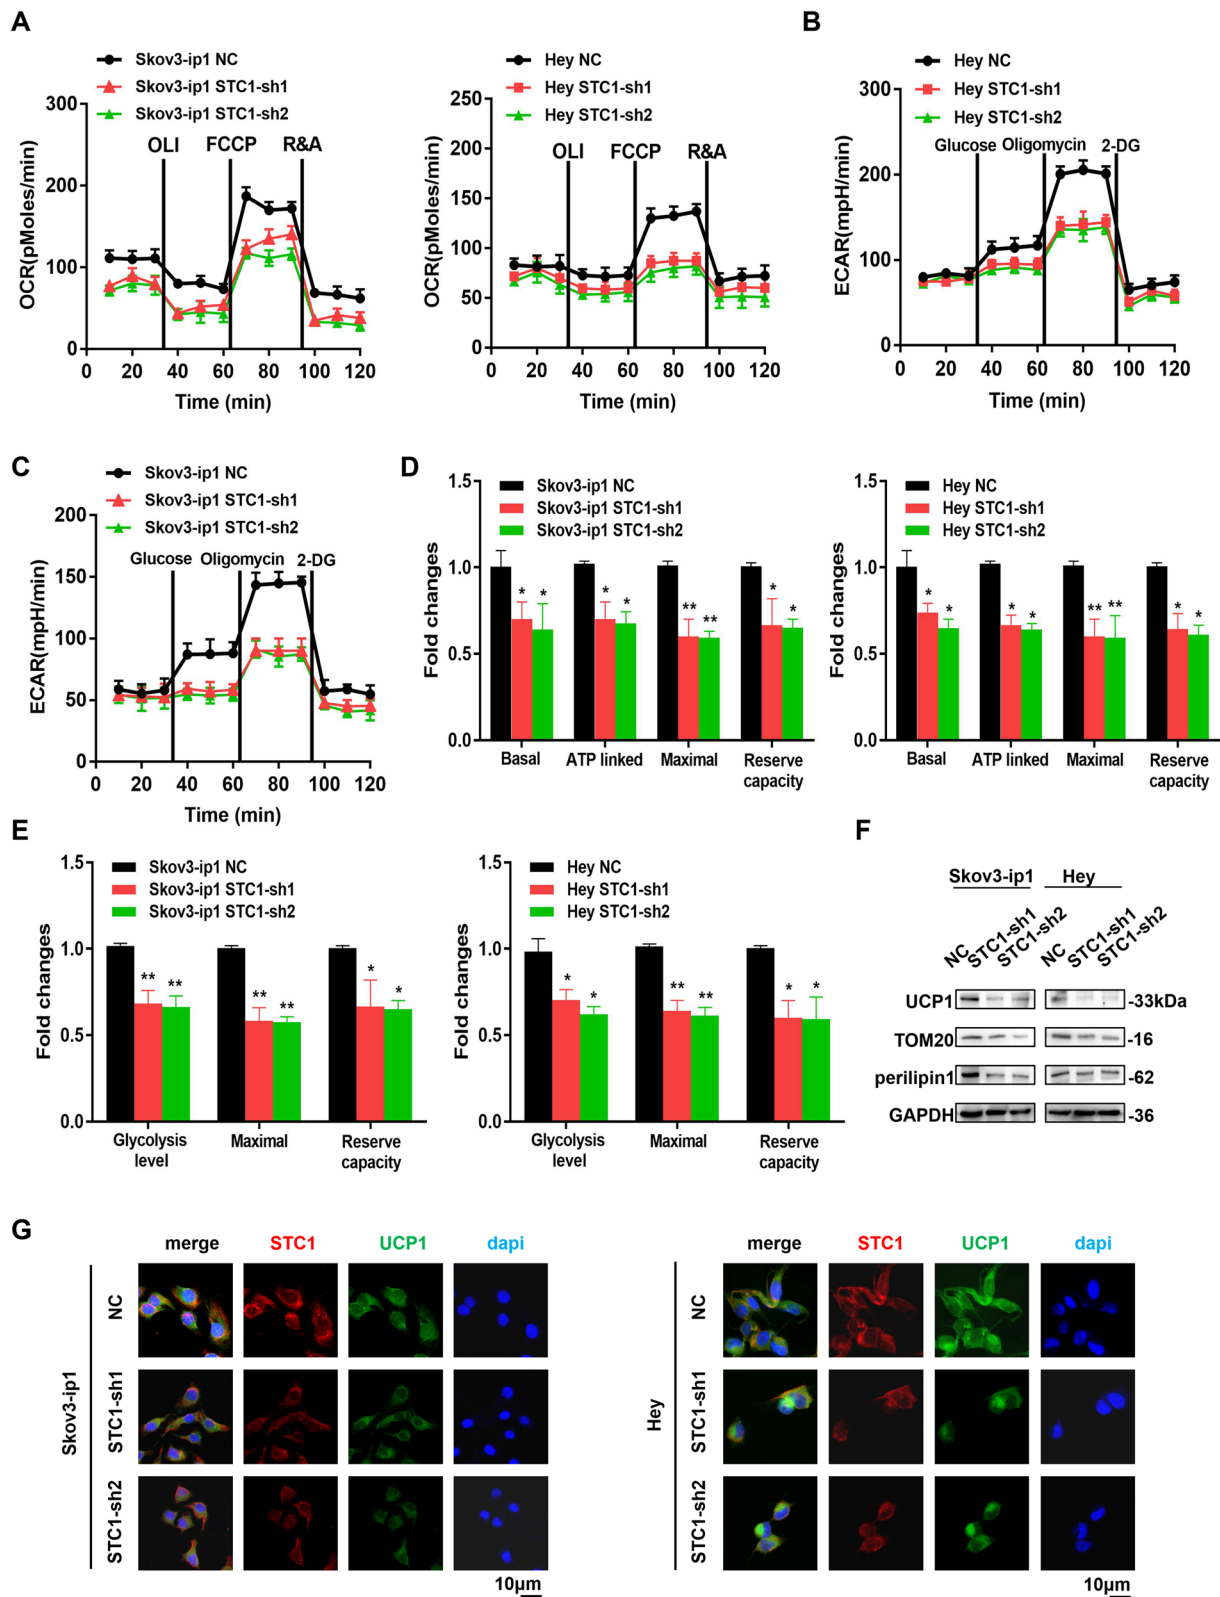 A
Skov3-ip1 NC
Skov3-ip1 STC1-sh1
Skov3-ip1 STC1-sh2
OLI FCCP R&A
OCR(pMoles/min)
300
200
100
0
0 20 40 60 80 100 120
Time (min)
Hey NC
Hey STC1-sh1
Hey STC1-sh2
OLI FCCP R&A
OCR(pMoles/min)
250
200
150
100
50
0
0 20 40 60 80 100 120
Time (min)
B
Hey NC
Hey STC1-sh1
Hey STC1-sh2
Glucose Oligomycin 2-DG
ECAR(mpH/min)
300
200
100
0
0 20 40 60 80 100 120
Time (min)
C
Skov3-ip1 NC
Skov3-ip1 STC1-sh1
Skov3-ip1 STC1-sh2
Glucose Oligomycin 2-DG
ECAR(mpH/min)
200
150
100
50
0
0 20 40 60 80 100 120
Time (min)
D
Skov3-ip1 NC
Skov3-ip1 STC1-sh1
Skov3-ip1 STC1-sh2
Fold changes
1.5
1.0
0.5
0.0
* * * * ** ** * *
Basal ATP linked Maximal Reserve capacity
Hey NC
Hey STC1-sh1
Hey STC1-sh2
Fold changes
1.5
1.0
0.5
0.0
* * * * ** ** * *
Basal ATP linked Maximal Reserve capacity
E
Skov3-ip1 NC
Skov3-ip1 STC1-sh1
Skov3-ip1 STC1-sh2
Fold changes
1.5
1.0
0.5
0.0
** ** ** ** * *
Glycolysis level Maximal Reserve capacity
Hey NC
Hey STC1-sh1
Hey STC1-sh2
Fold changes
1.5
1.0
0.5
0.0
* * ** ** * *
Glycolysis level Maximal Reserve capacity
F
Skov3-ip1 Hey
NC STC1-sh1 STC1-sh2 NC STC1-sh1 STC1-sh2
UCP1 -33kDa
TOM20 -16
perilipin1 -62
GAPDH -36
G
merge STC1 UCP1 dapi
Skov3-ip1
NC
STC1-sh1
STC1-sh2
10μm
merge STC1 UCP1 dapi
Hey
NC
STC1-sh1
STC1-sh2
10μm